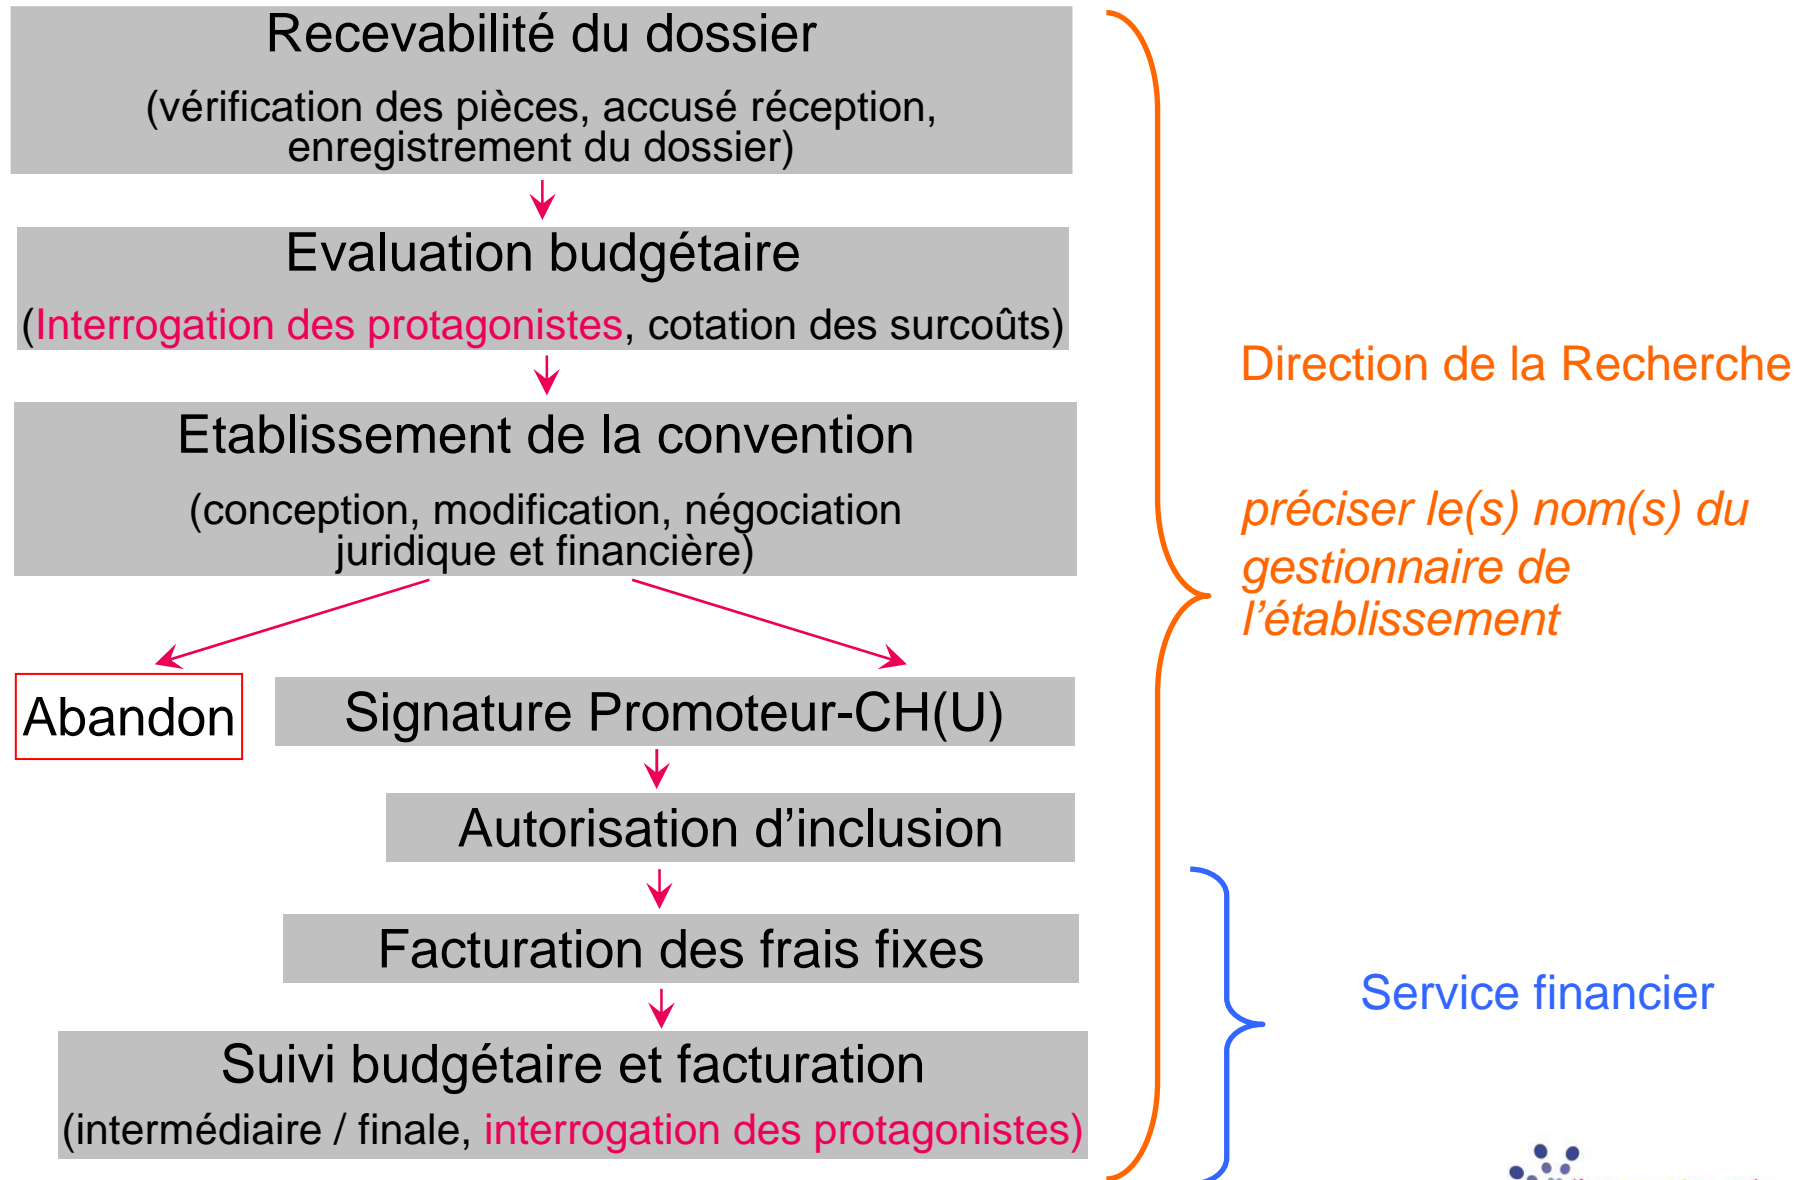 Recevabilité du dossier
(vérification des pièces, accusé réception,
enregistrement du dossier)
Evaluation budgétaire
(Interrogation des protagonistes, cotation des surcoûts)
Etablissement de la convention
(conception, modification, négociation
juridique et financière)
Abandon
Signature Promoteur-CH(U)
Autorisation d’inclusion
Facturation des frais fixes
Suivi budgétaire et facturation
(intermédiaire / finale, interrogation des protagonistes)
Direction de la Recherche
préciser le(s) nom(s) du
gestionnaire de
l’établissement
Service financier